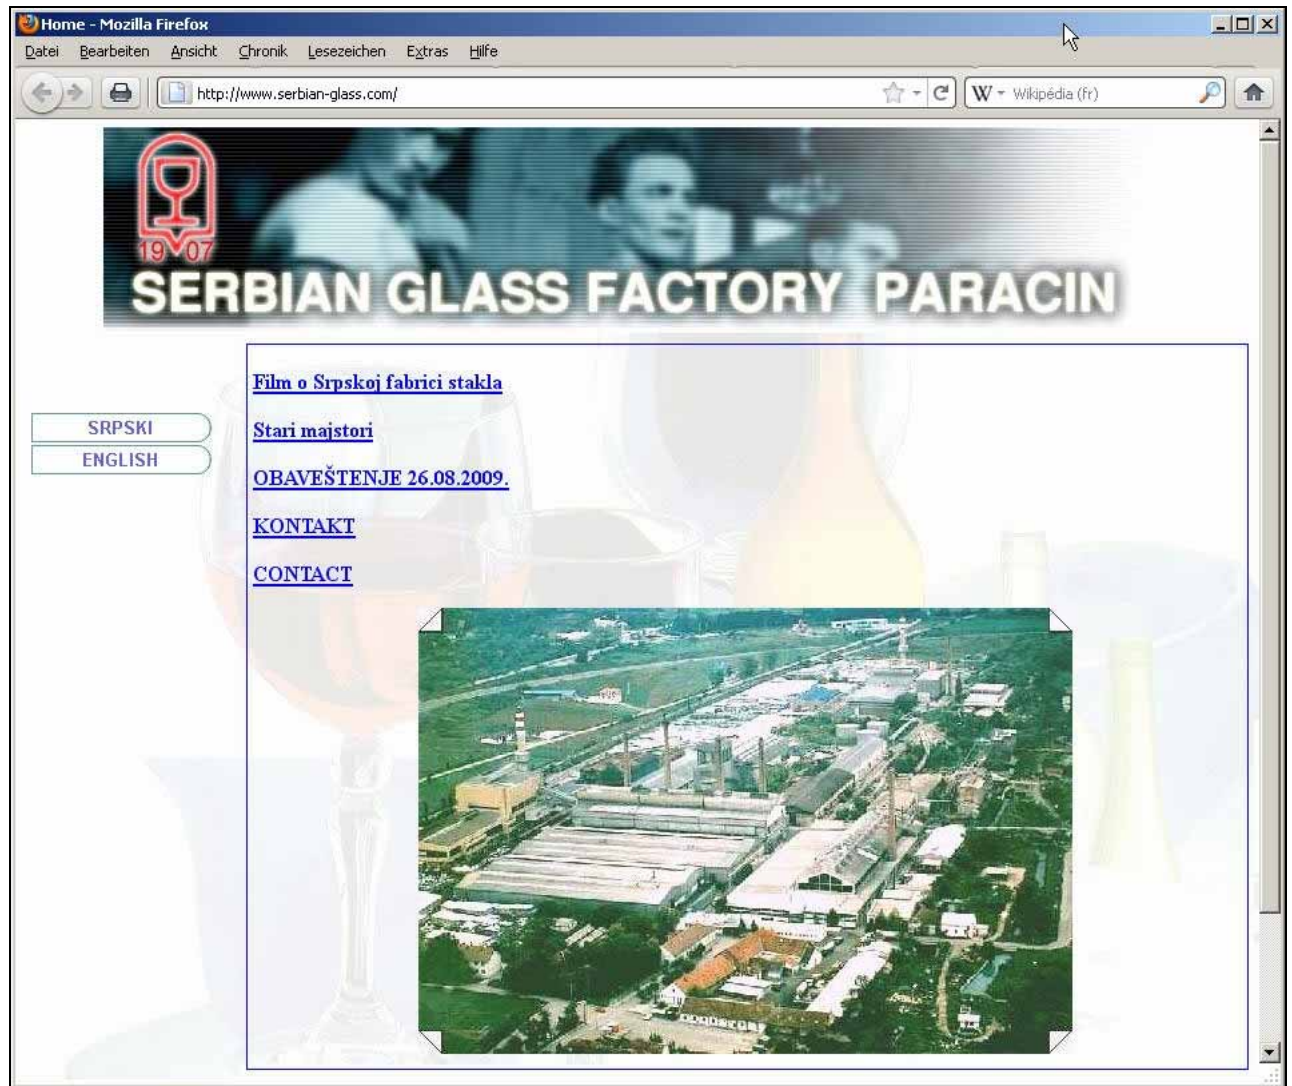 Home - Mozilla Firefox
Datei Bearbeiten Ansicht Chronik Lesezeichen Extras Hilfe
http://www.serbian-glass.com/ W Wikipédia (fr)
19 07
SERBIAN GLASS FACTORY PARACIN
Film o Srpskoj fabrici stakla
SRPSKI
Stari majstori
ENGLISH
OBAVEŠTENJE 26.08.2009.
KONTAKT
CONTACT